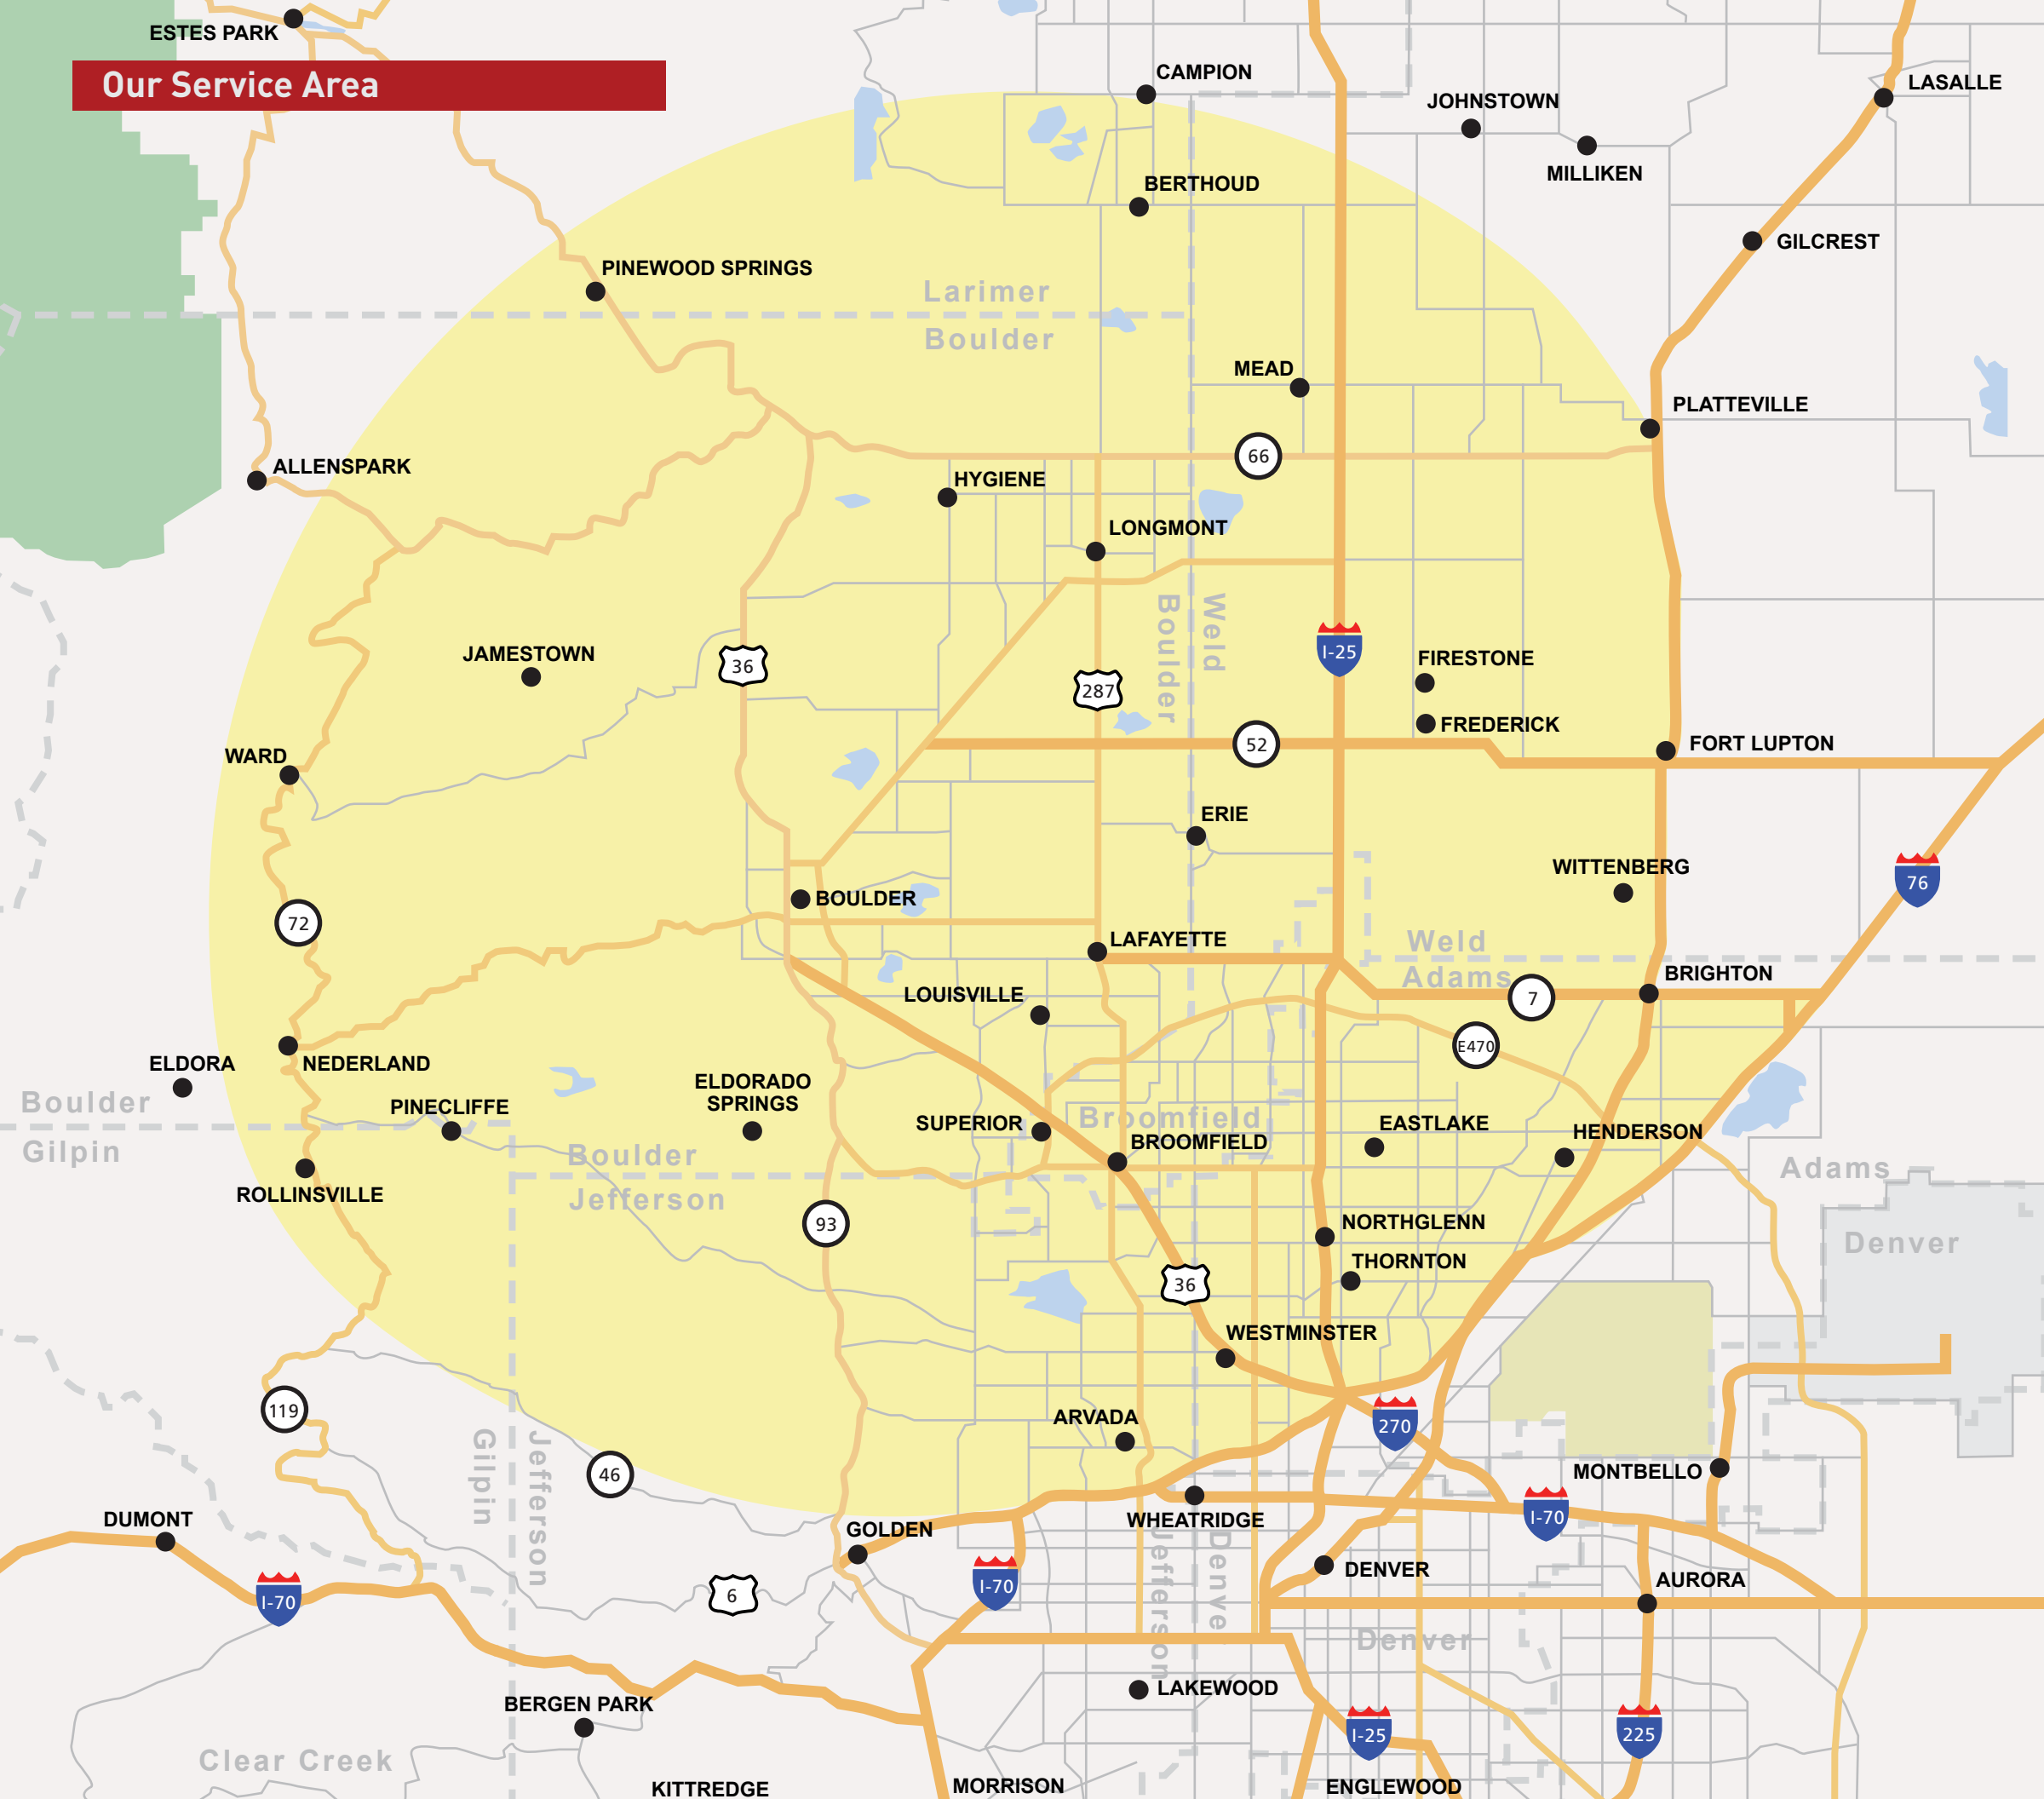 ESTES PARK
Our Service Area
CAMPION
LASALLE
JOHNSTOWN
MILLIKEN
BERTHOUD
GILCREST
PINEWOOD SPRINGS
Larimer
Boulder
MEAD
PLATTEVILLE
66
ALLENSPARK
HYGIENE
LONGMONT
Boulder
Weld
I-25
JAMESTOWN
36
287
FIRESTONE
FREDERICK
52
FORT LUPTON
WARD
ERIE
WITTENBERG
76
BOULDER
72
LAFAYETTE
Weld
Adams
BRIGHTON
LOUISVILLE
7
E470
ELDORA
NEDERLAND
Boulder
Gilpin
PINECLIFFE
ELDORADO
SPRINGS
SUPERIOR
Broomfield
BROOMFIELD
EASTLAKE
HENDERSON
Boulder
Jefferson
Adams
ROLLINSVILLE
93
NORTHGLENN
Denver
THORNTON
36
WESTMINSTER
119
ARVADA
270
Gilpin
Jefferson
46
MONTBELLO
DUMONT
GOLDEN
WHEATRIDGE
I-70
Jefferson
Denve
DENVER
I-70
6
I-70
AURORA
Denver
LAKEWOOD
BERGEN PARK
I-25
225
Clear Creek
KITTREDGE
MORRISON
ENGLEWOOD